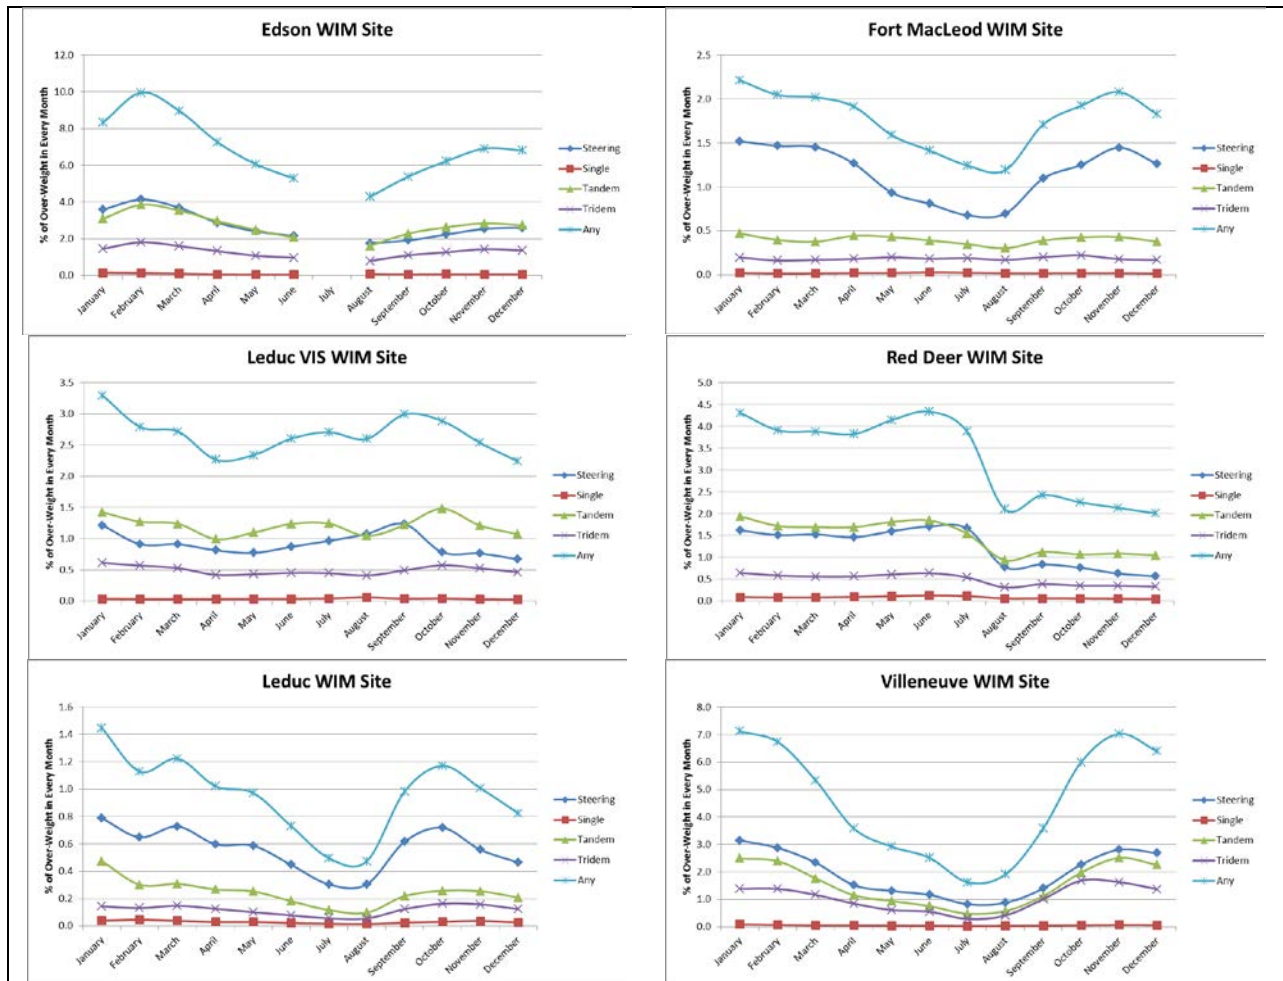 Edson WIM Site
% of Over-Weight in Every Month
12.0
10.0
8.0
6.0
4.0
2.0
0.0
January
February
March
April
May
June
July
August
September
October
November
December
Steering
Single
Tandem
Tridem
Any
Fort MacLeod WIM Site
% of Over-Weight in Every Month
2.5
2.0
1.5
1.0
0.5
0.0
January
February
March
April
May
June
July
August
September
October
November
December
Steering
Single
Tandem
Tridem
Any
Leduc VIS WIM Site
% of Over-Weight in Every Month
3.5
3.0
2.5
2.0
1.5
1.0
0.5
0.0
January
February
March
April
May
June
July
August
September
October
November
December
Steering
Single
Tandem
Tridem
Any
Red Deer WIM Site
% of Over-Weight in Every Month
5.0
4.5
4.0
3.5
3.0
2.5
2.0
1.5
1.0
0.5
0.0
January
February
March
April
May
June
July
August
September
October
November
December
Steering
Single
Tandem
Tridem
Any
Leduc WIM Site
% of Over-Weight in Every Month
1.6
1.4
1.2
1.0
0.8
0.6
0.4
0.2
0.0
January
February
March
April
May
June
July
August
September
October
November
December
Steering
Single
Tandem
Tridem
Any
Villeneuve WIM Site
% of Over-Weight in Every Month
8.0
7.0
6.0
5.0
4.0
3.0
2.0
1.0
0.0
January
February
March
April
May
June
July
August
September
October
November
December
Steering
Single
Tandem
Tridem
Any